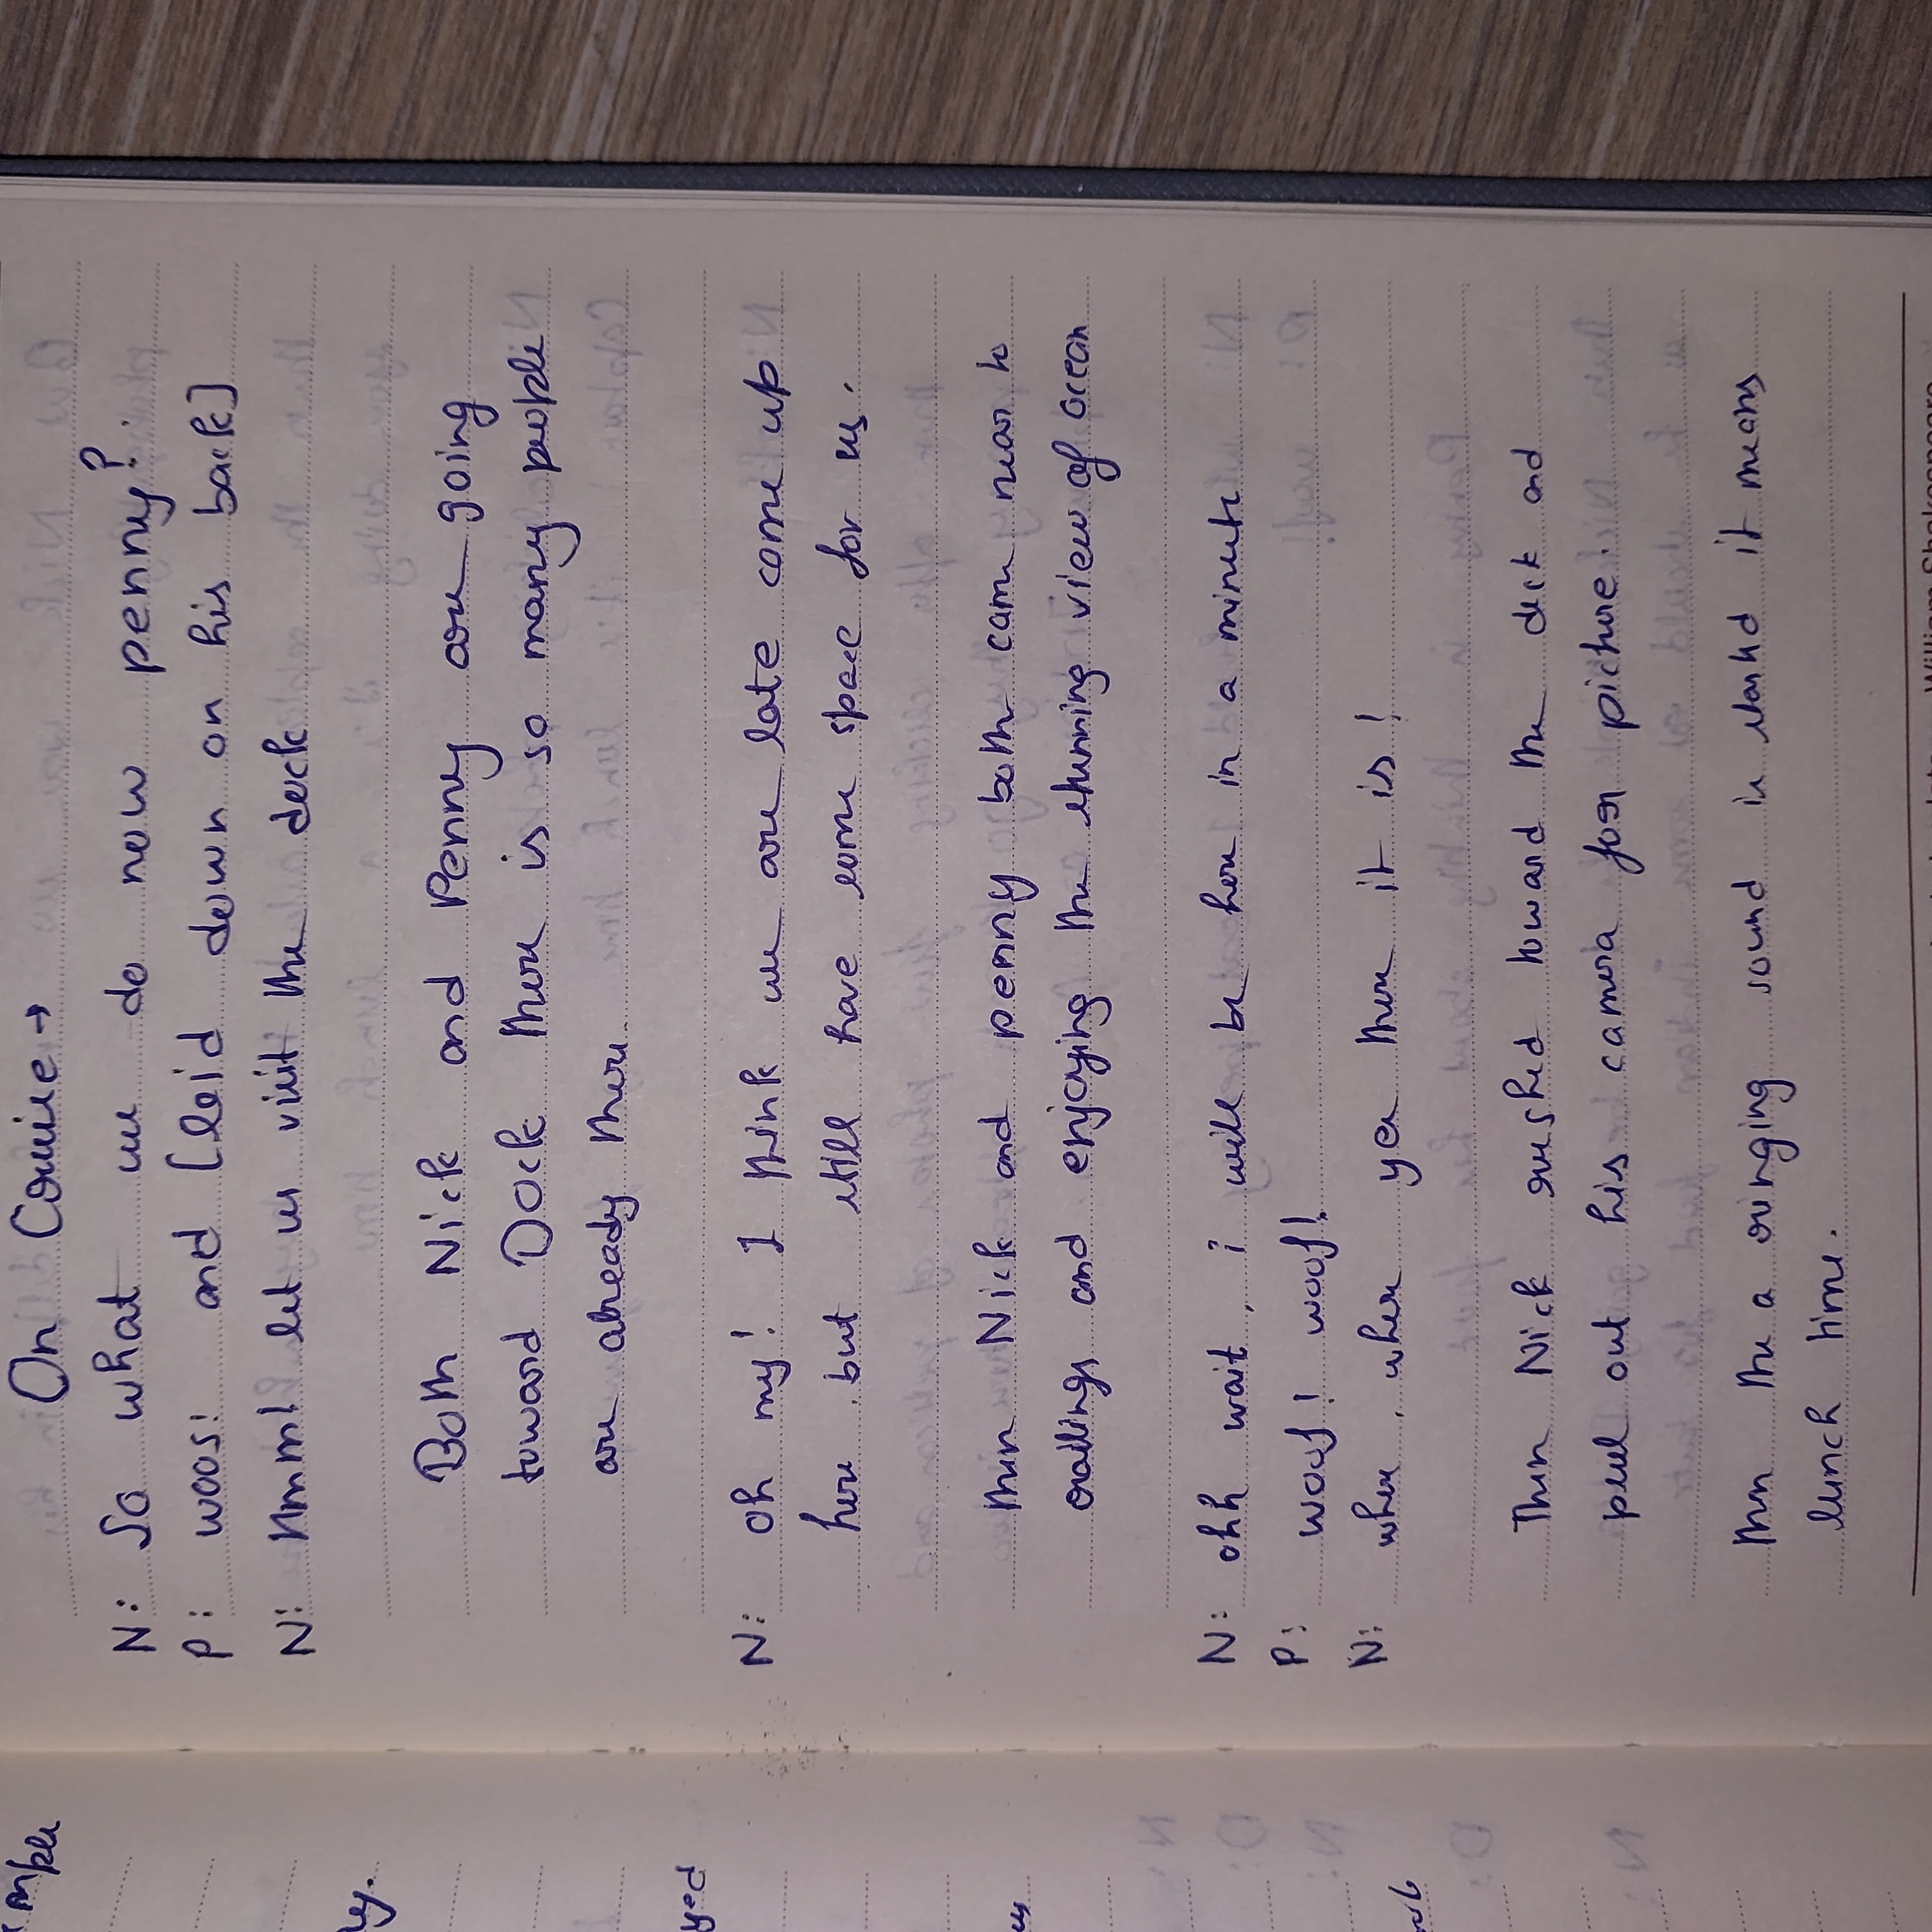 On Couise →
N: So what we do now penny?
P: woos! and [leid down on his back]
N: Hmm! let us visit the deck
Both Nick and Penny are going
toward Dock there is so many people
are already there.
N: oh my! I think we are late come up
here but still have some space for us.
then Nick and penny both came near to
railings and enjoying the stunning view of ocean
N: ohh wait, i will be here in a minute
P: woof! woof!
N: where, where yea there it is!
Then Nick rushed toward the deck and
pull out his camera for picture.
then the a ringing sound is started it means
lunch time.
William Shakespeare